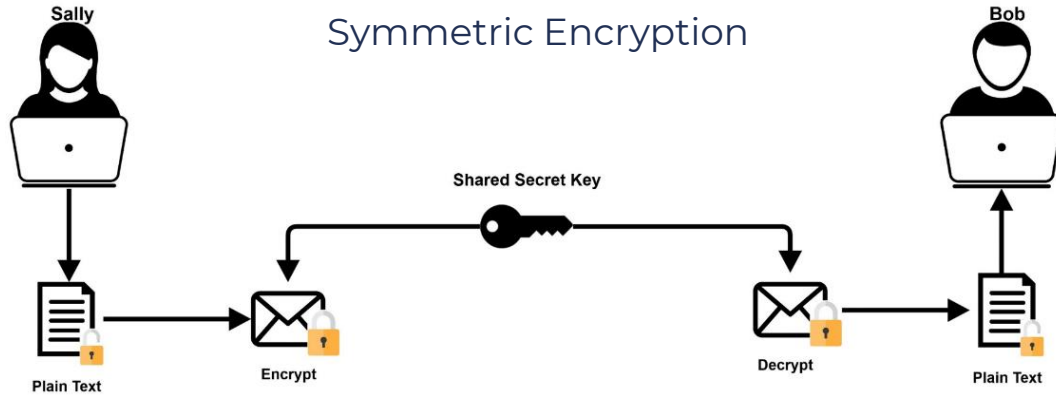 Sally
Symmetric Encryption
Bob
Shared Secret Key
Plain Text
Encrypt
Decrypt
Plain Text